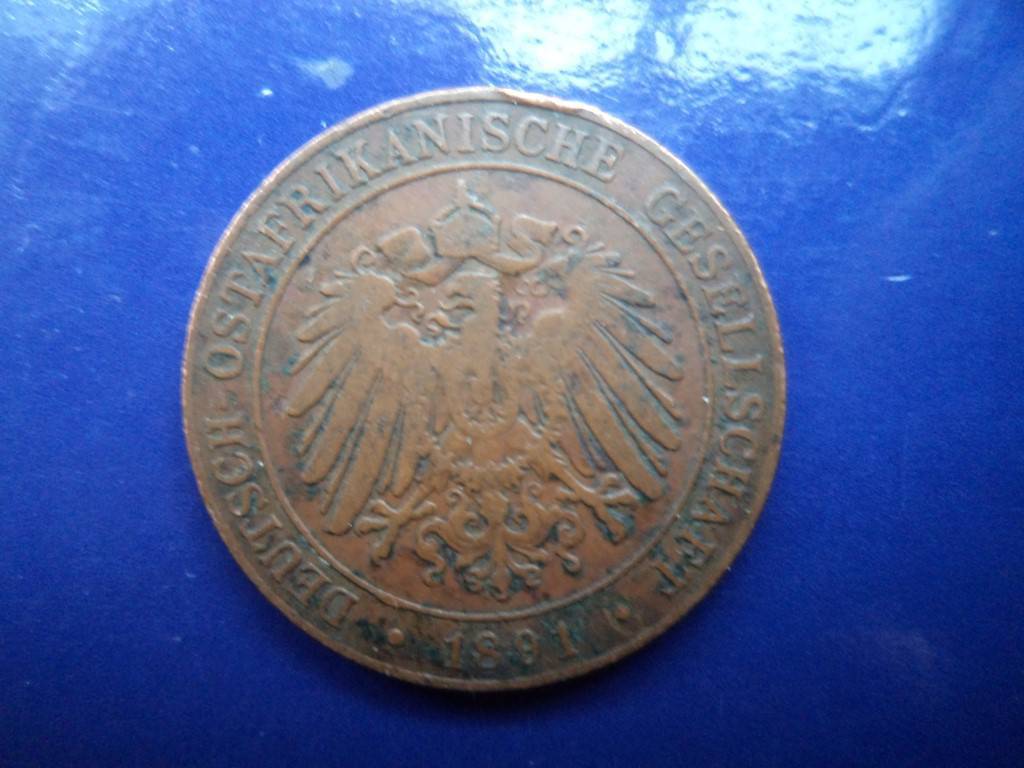 DEUTSCH-OSTAFRIKANISCHE GESELLSCHAFT
• 1891 •